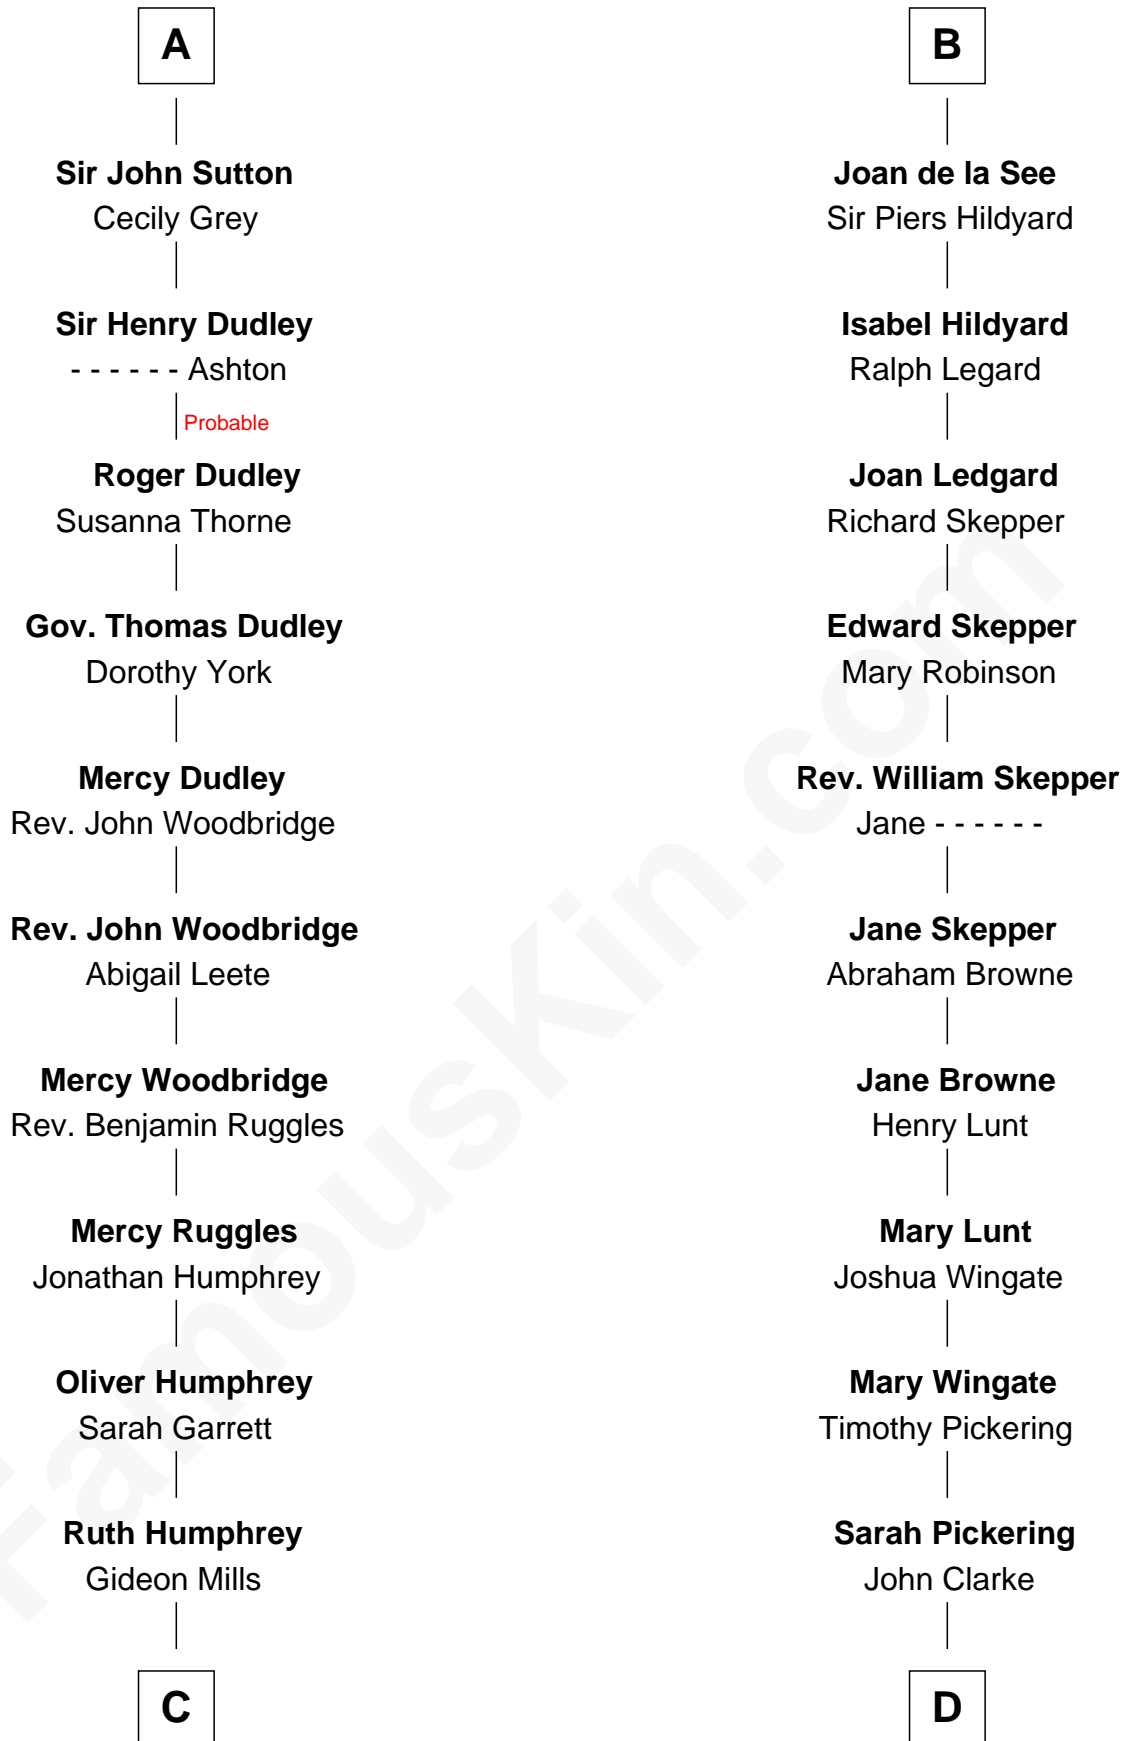 A
Sir John Sutton
Cecily Grey
Sir Henry Dudley
- - - - - - Ashton
Probable
Roger Dudley
Susanna Thorne
Gov. Thomas Dudley
Dorothy York
Mercy Dudley
Rev. John Woodbridge
Rev. John Woodbridge
Abigail Leete
Mercy Woodbridge
Rev. Benjamin Ruggles
Mercy Ruggles
Jonathan Humphrey
Oliver Humphrey
Sarah Garrett
Ruth Humphrey
Gideon Mills
C
B
Joan de la See
Sir Piers Hildyard
Isabel Hildyard
Ralph Legard
Joan Ledgard
Richard Skepper
Edward Skepper
Mary Robinson
Rev. William Skepper
Jane - - - - - -
Jane Skepper
Abraham Browne
Jane Browne
Henry Lunt
Mary Lunt
Joshua Wingate
Mary Wingate
Timothy Pickering
Sarah Pickering
John Clarke
D
FamousKin.com